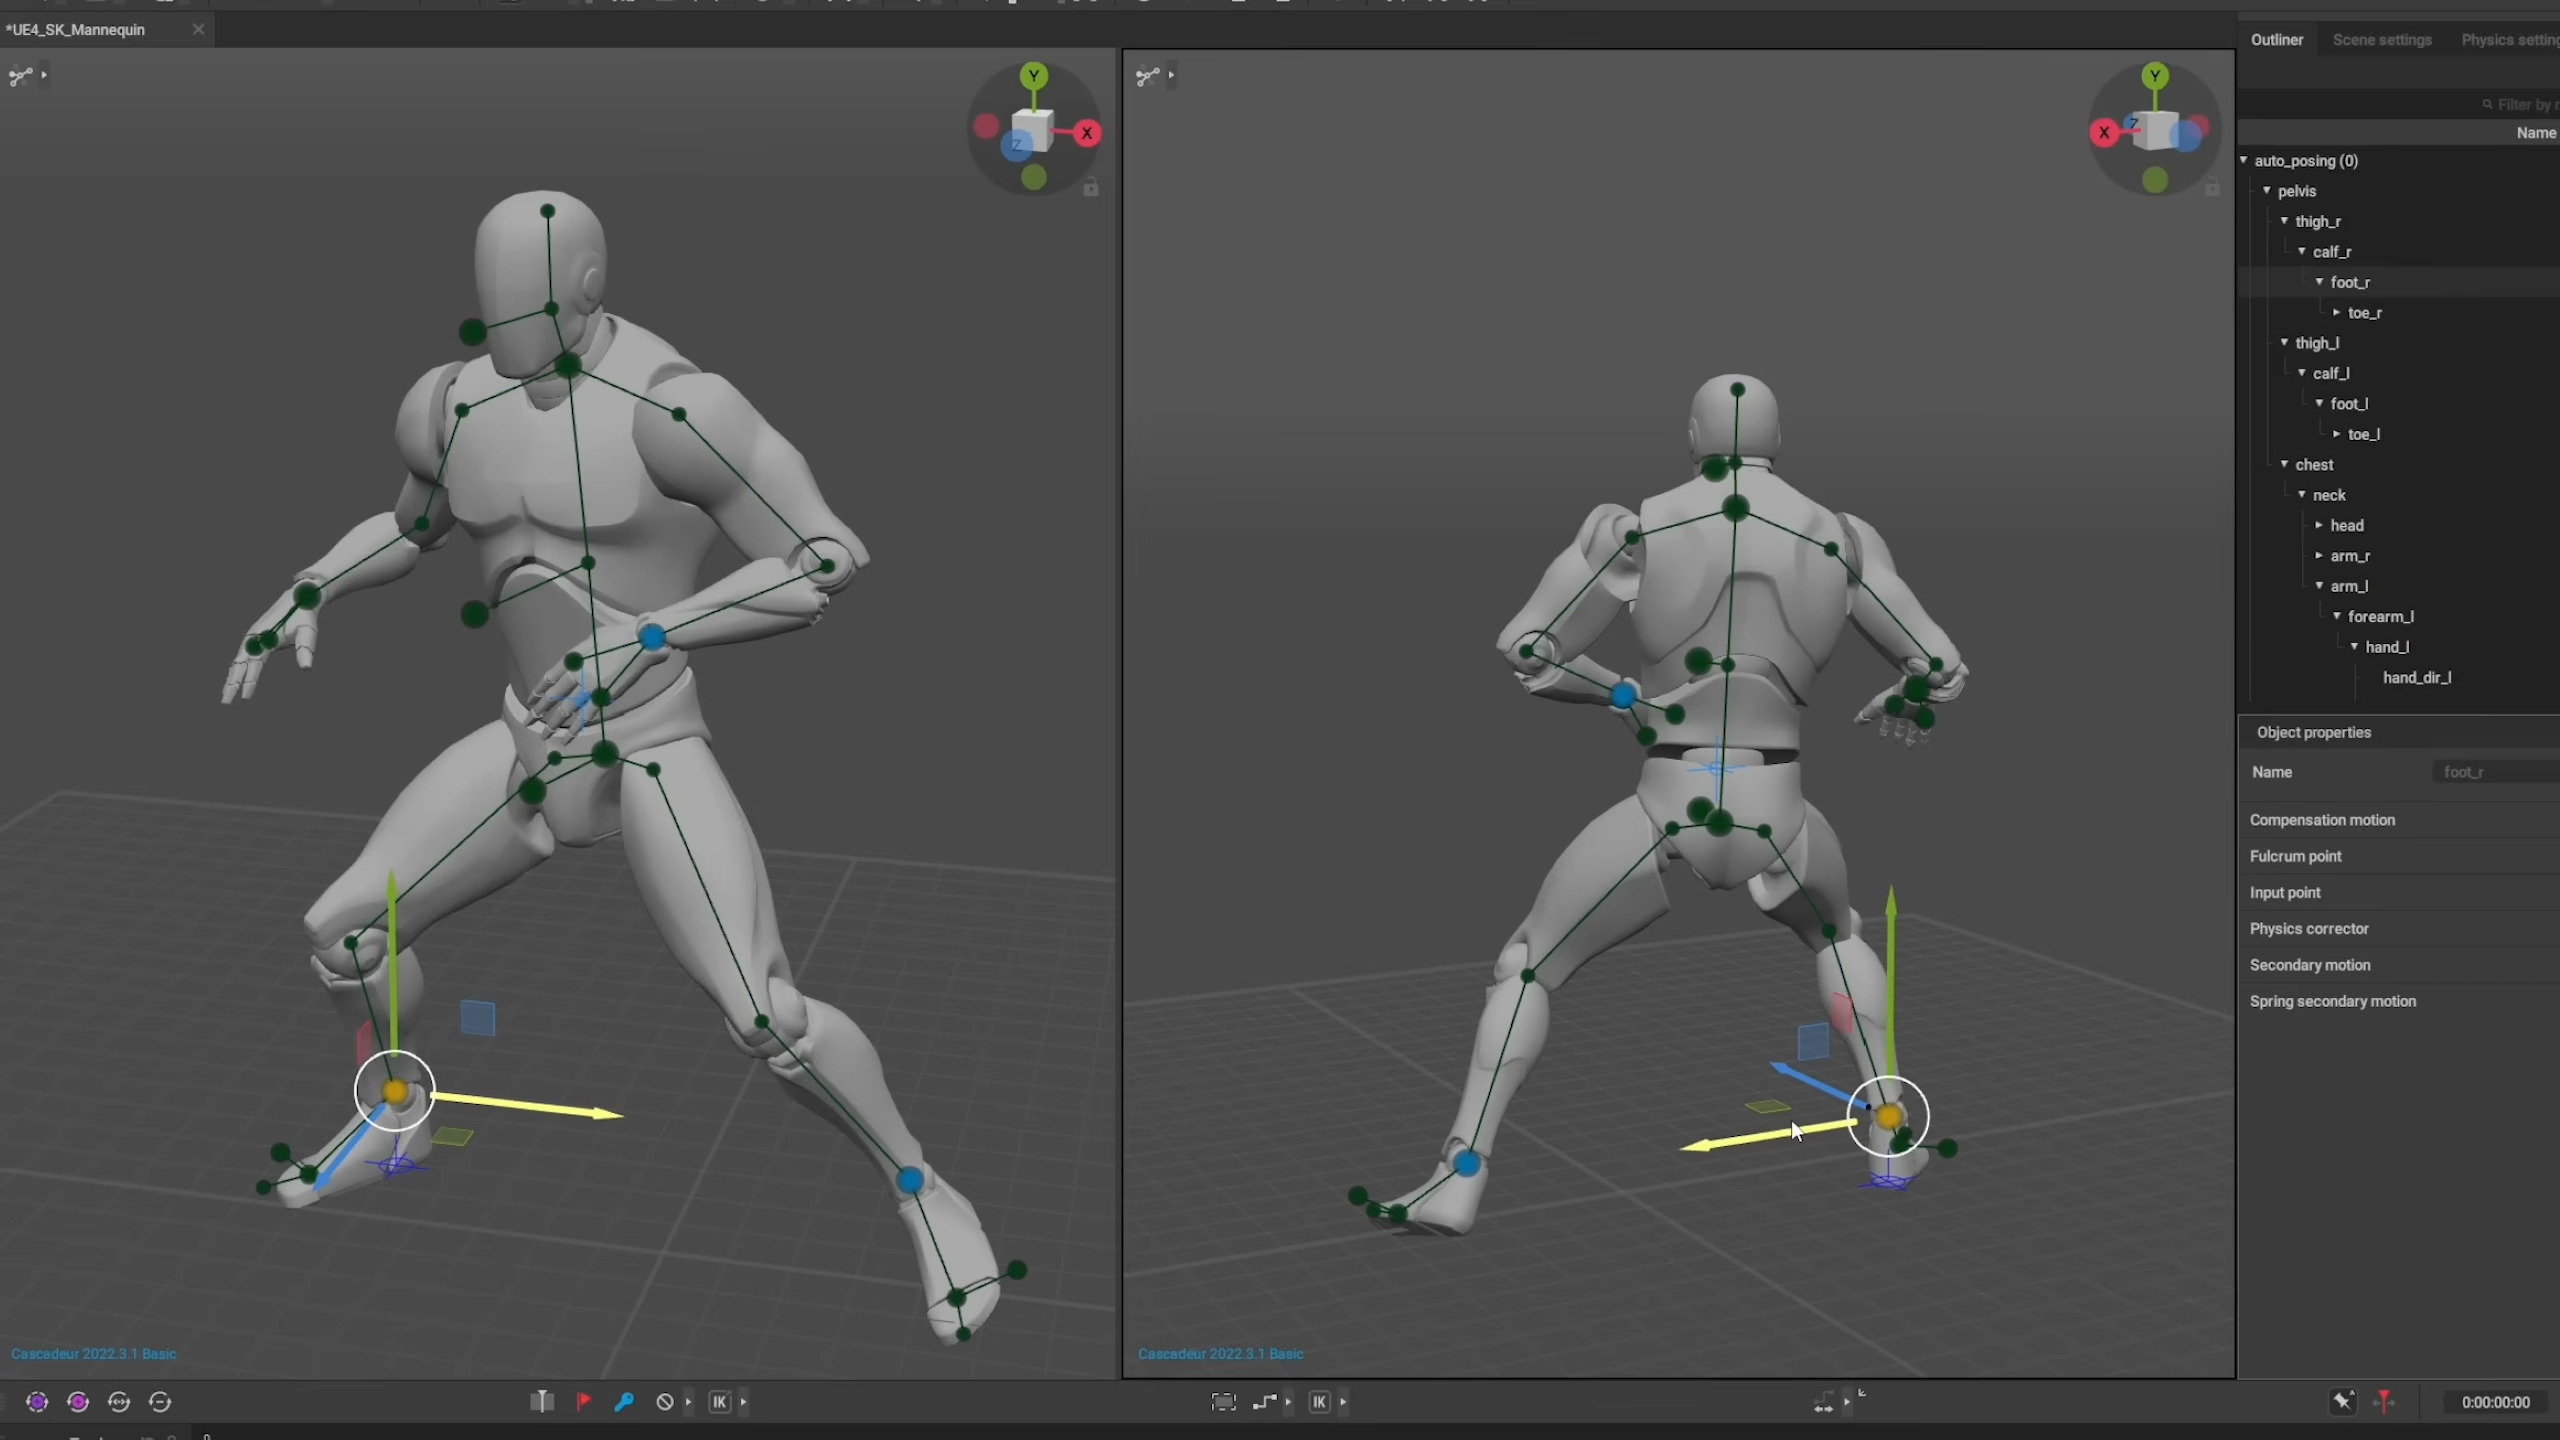 *UE4_SK_Mannequin
Y
X
Z
Y
X
Z
Outliner
Scene settings
Physics settin
Filter by
Name
auto_posing (0)
pelvis
thigh_r
calf_r
foot_r
toe_r
thigh_l
calf_l
foot_l
toe_l
chest
neck
head
arm_r
arm_l
forearm_l
hand_l
hand_dir_l
Object properties
Name foot_r
Compensation motion
Fulcrum point
Input point
Physics corrector
Secondary motion
Spring secondary motion
Cascadeur 2022.3.1 Basic
Cascadeur 2022.3.1 Basic
IK
IK
0:00:00:00